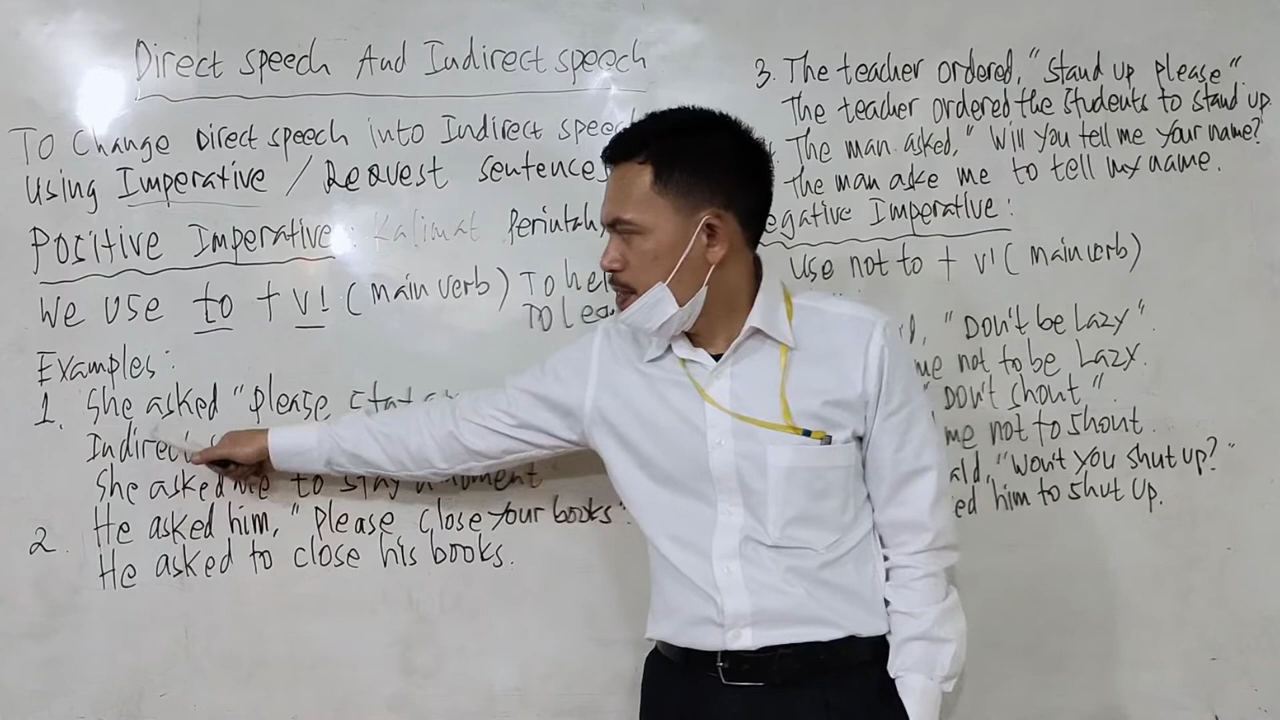 Direct speech And Indirect speech
To Change Direct speech into Indirect speech
Using Imperative / Request sentences
Positive Imperative : Kalimat Perintah
We use to + V1 (main verb) To help
To
Examples:
1. She asked "please
Indirect
She asked me to stay a moment
2. He asked him, "Please close your books".
He asked to close his books.
3. The teacher ordered, "Stand up please".
The teacher ordered the students to stand up.
The man asked, "Will you tell me your name?
The man aske me to tell my name.
Negative Imperative :
Use not to + V1 (main verb)
"Don't be Lazy".
me not to be Lazy.
Don't shout".
me not to shout.
"Won't you shut up?"
him to shut up.